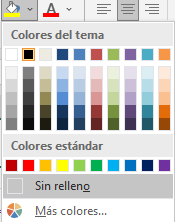 Colores del tema
Colores estándar
Sin relleno
Más colores...